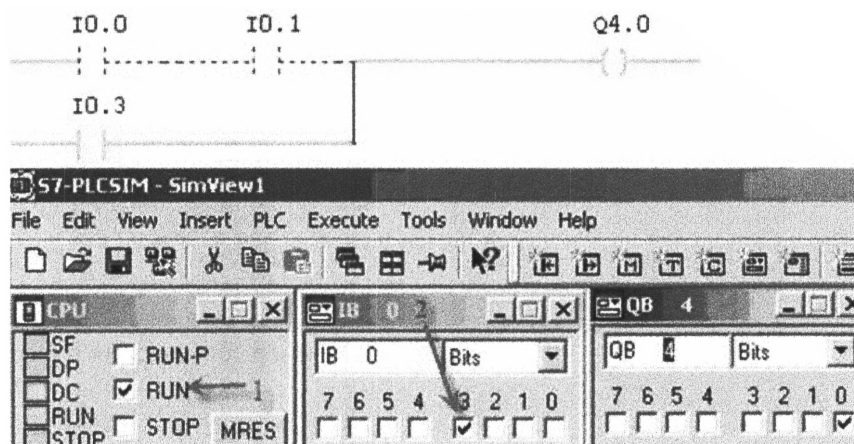 I0.0 I0.1 Q4.0
I0.3
S7-PLCSIM - SimView1
File Edit View Insert PLC Execute Tools Window Help
CPU IB 0 2 QB 4
SF
DP
DC
RUN
STOP
RUN-P
RUN 1
STOP MRES
IB 0 Bits
7 6 5 4 3 2 1 0
QB 4 Bits
7 6 5 4 3 2 1 0